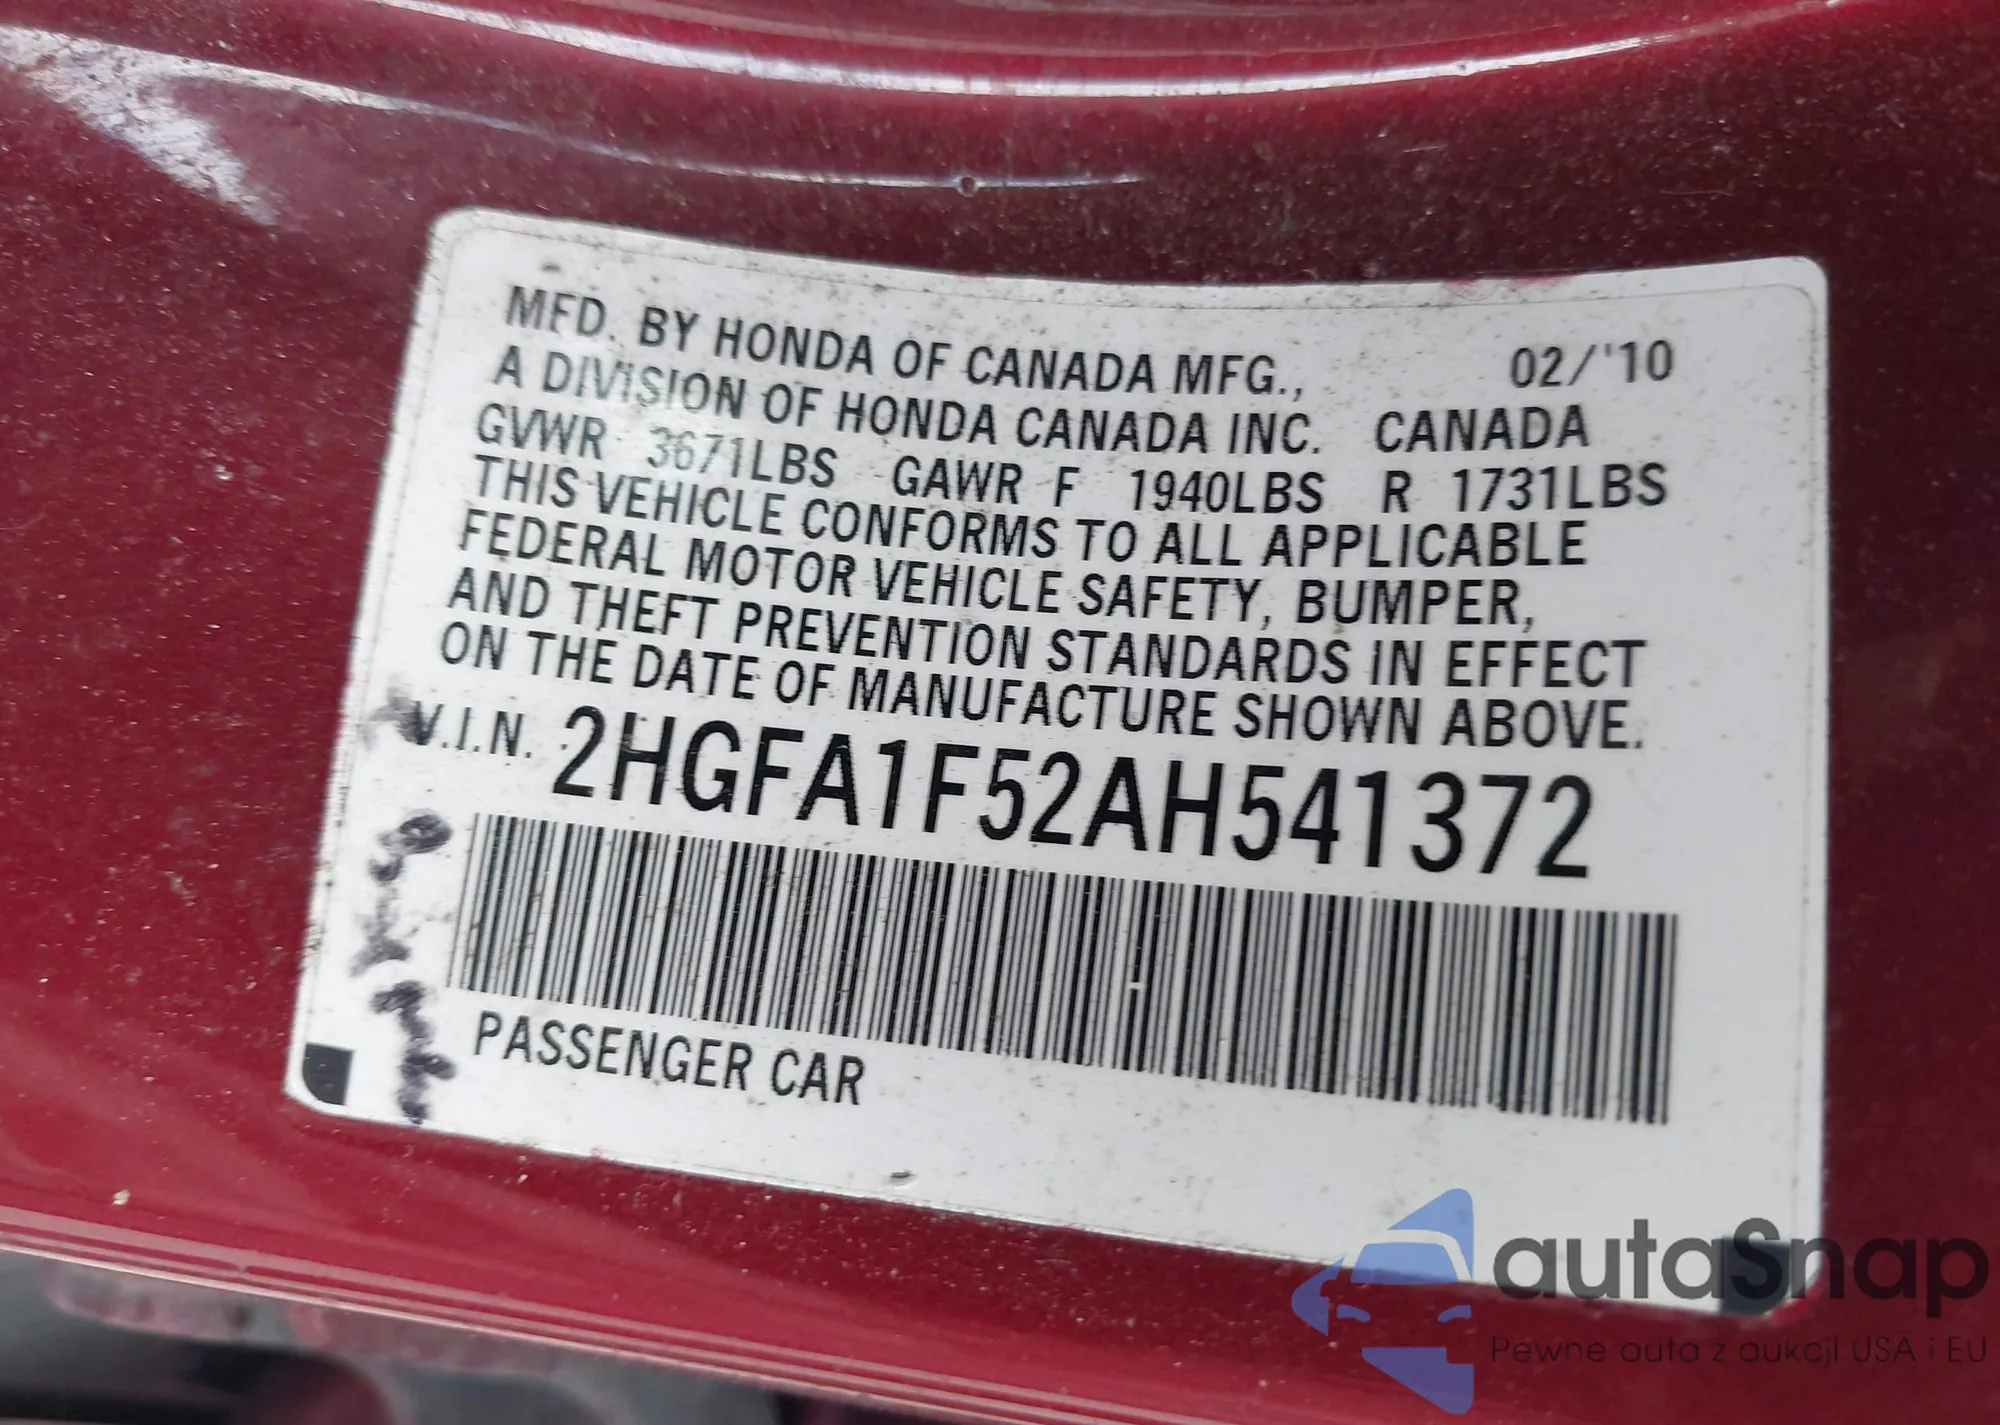 MFD. BY HONDA OF CANADA MFG., 02/'10
A DIVISION OF HONDA CANADA INC. CANADA
GVWR 3671LBS GAWR F 1940LBS R 1731LBS
THIS VEHICLE CONFORMS TO ALL APPLICABLE
FEDERAL MOTOR VEHICLE SAFETY, BUMPER,
AND THEFT PREVENTION STANDARDS IN EFFECT
ON THE DATE OF MANUFACTURE SHOWN ABOVE.
V.I.N. 2HGFA1F52AH541372
PASSENGER CAR
autaSnap
Pewne auta z aukcji USA i EU